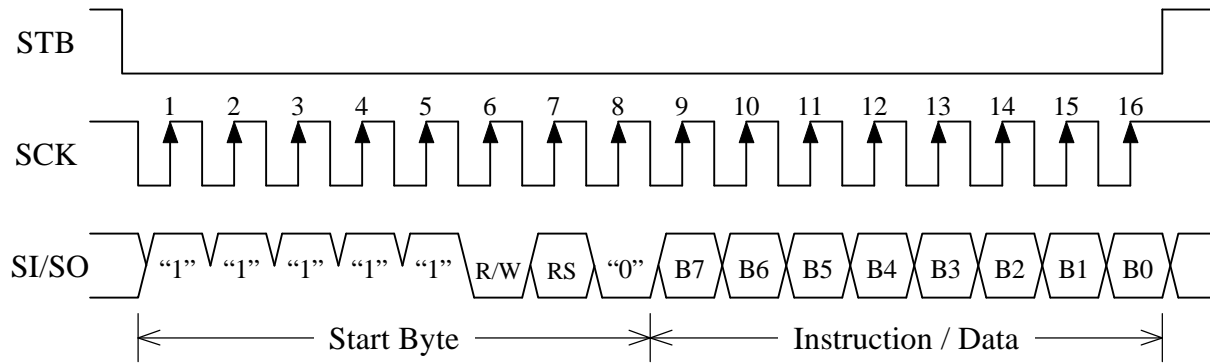 STB
1 2 3 4 5 6 7 8 9 10 11 12 13 14 15 16
SCK
SI/SO “1” “1” “1” “1” “1” R/W RS “0” B7 B6 B5 B4 B3 B2 B1 B0
Start Byte Instruction / Data